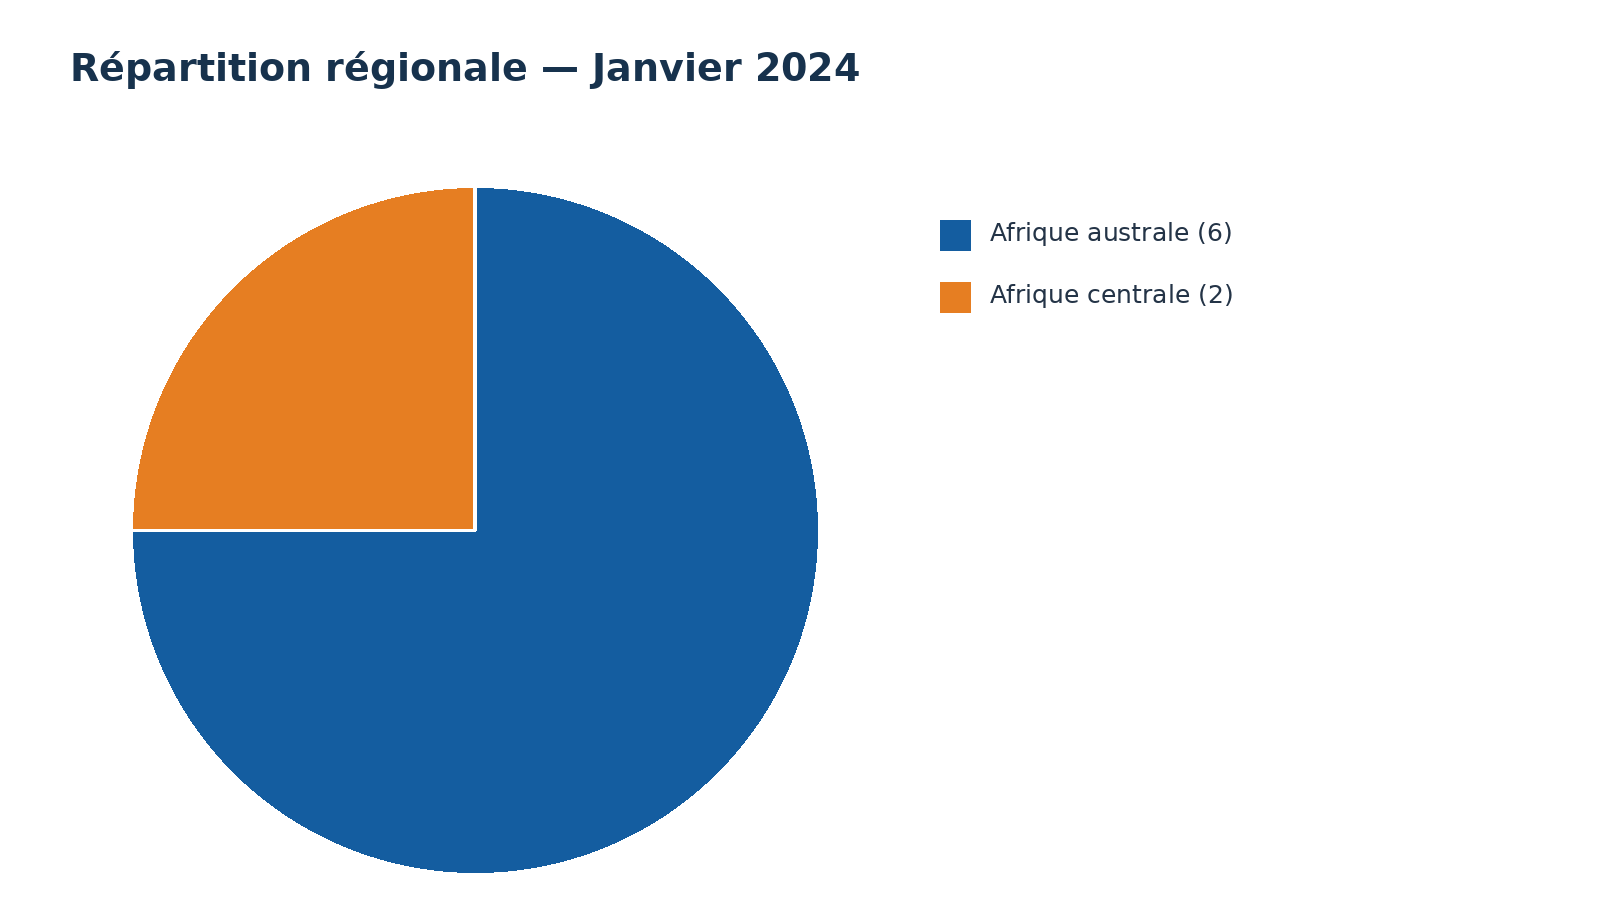 Répartition régionale — Janvier 2024
Afrique australe (6)
Afrique centrale (2)